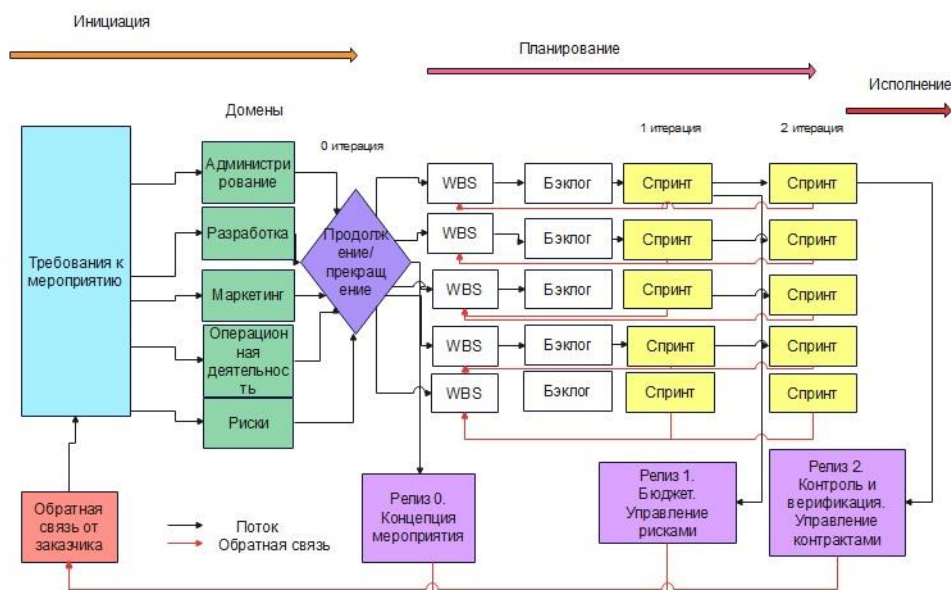 Инициация
Планирование
Исполнение
Домены
0 итерация
1 итерация
2 итерация
Требования к
мероприятию
Администри
рование
Разработка
Маркетинг
Операцион
ная
деятельнос
ть
Риски
Продолж
ение/
прекращ
ение
WBS
Бэклог
Спринт
Спринт
WBS
Бэклог
Спринт
Спринт
WBS
Бэклог
Спринт
Спринт
WBS
Бэклог
Спринт
Спринт
WBS
Бэклог
Спринт
Спринт
Обратная
связь от
заказчика
Поток
Обратная связь
Релиз 0.
Концепция
мероприятия
Релиз 1.
Бюджет.
Управление
рисками
Релиз 2.
Контроль и
верификация.
Управление
контрактами